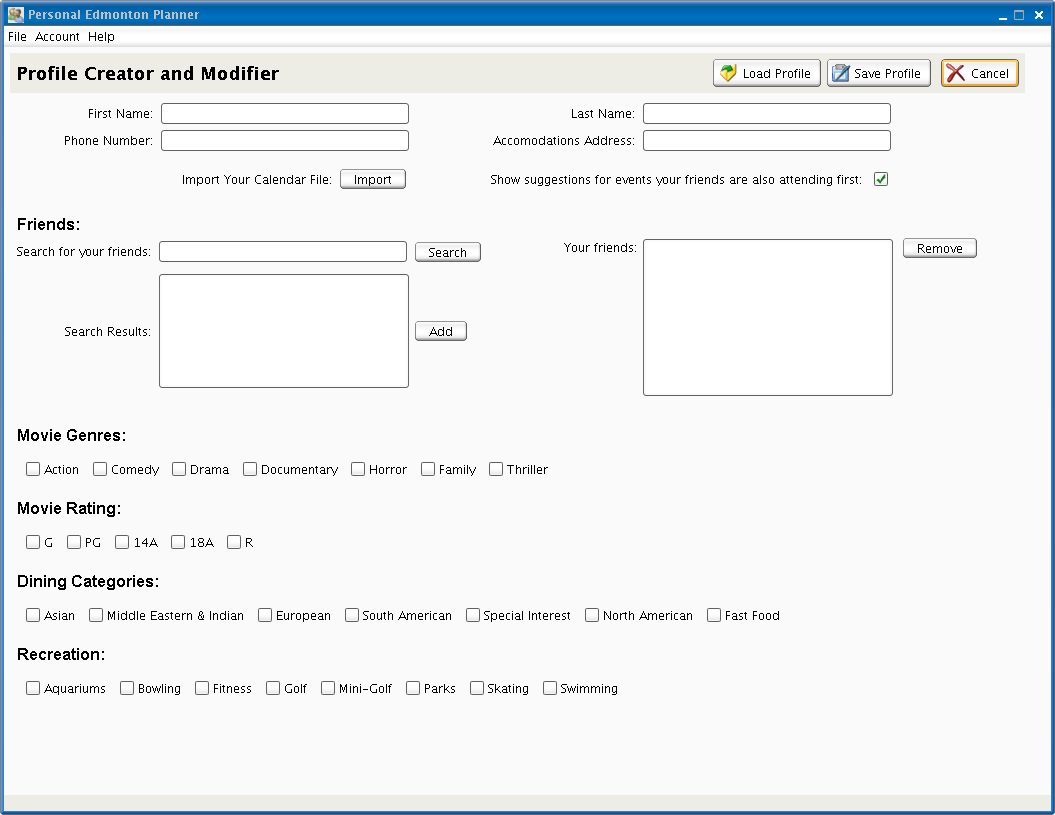 Personal Edmonton Planner
File Account Help
Profile Creator and Modifier Load Profile Save Profile Cancel
First Name: Last Name:
Phone Number: Accomodations Address:
Import Your Calendar File: Import Show suggestions for events your friends are also attending first:
Friends:
Search for your friends: Search Your friends: Remove
Search Results: Add
Movie Genres:
Action Comedy Drama Documentary Horror Family Thriller
Movie Rating:
G PG 14A 18A R
Dining Categories:
Asian Middle Eastern & Indian European South American Special Interest North American Fast Food
Recreation:
Aquariums Bowling Fitness Golf Mini-Golf Parks Skating Swimming